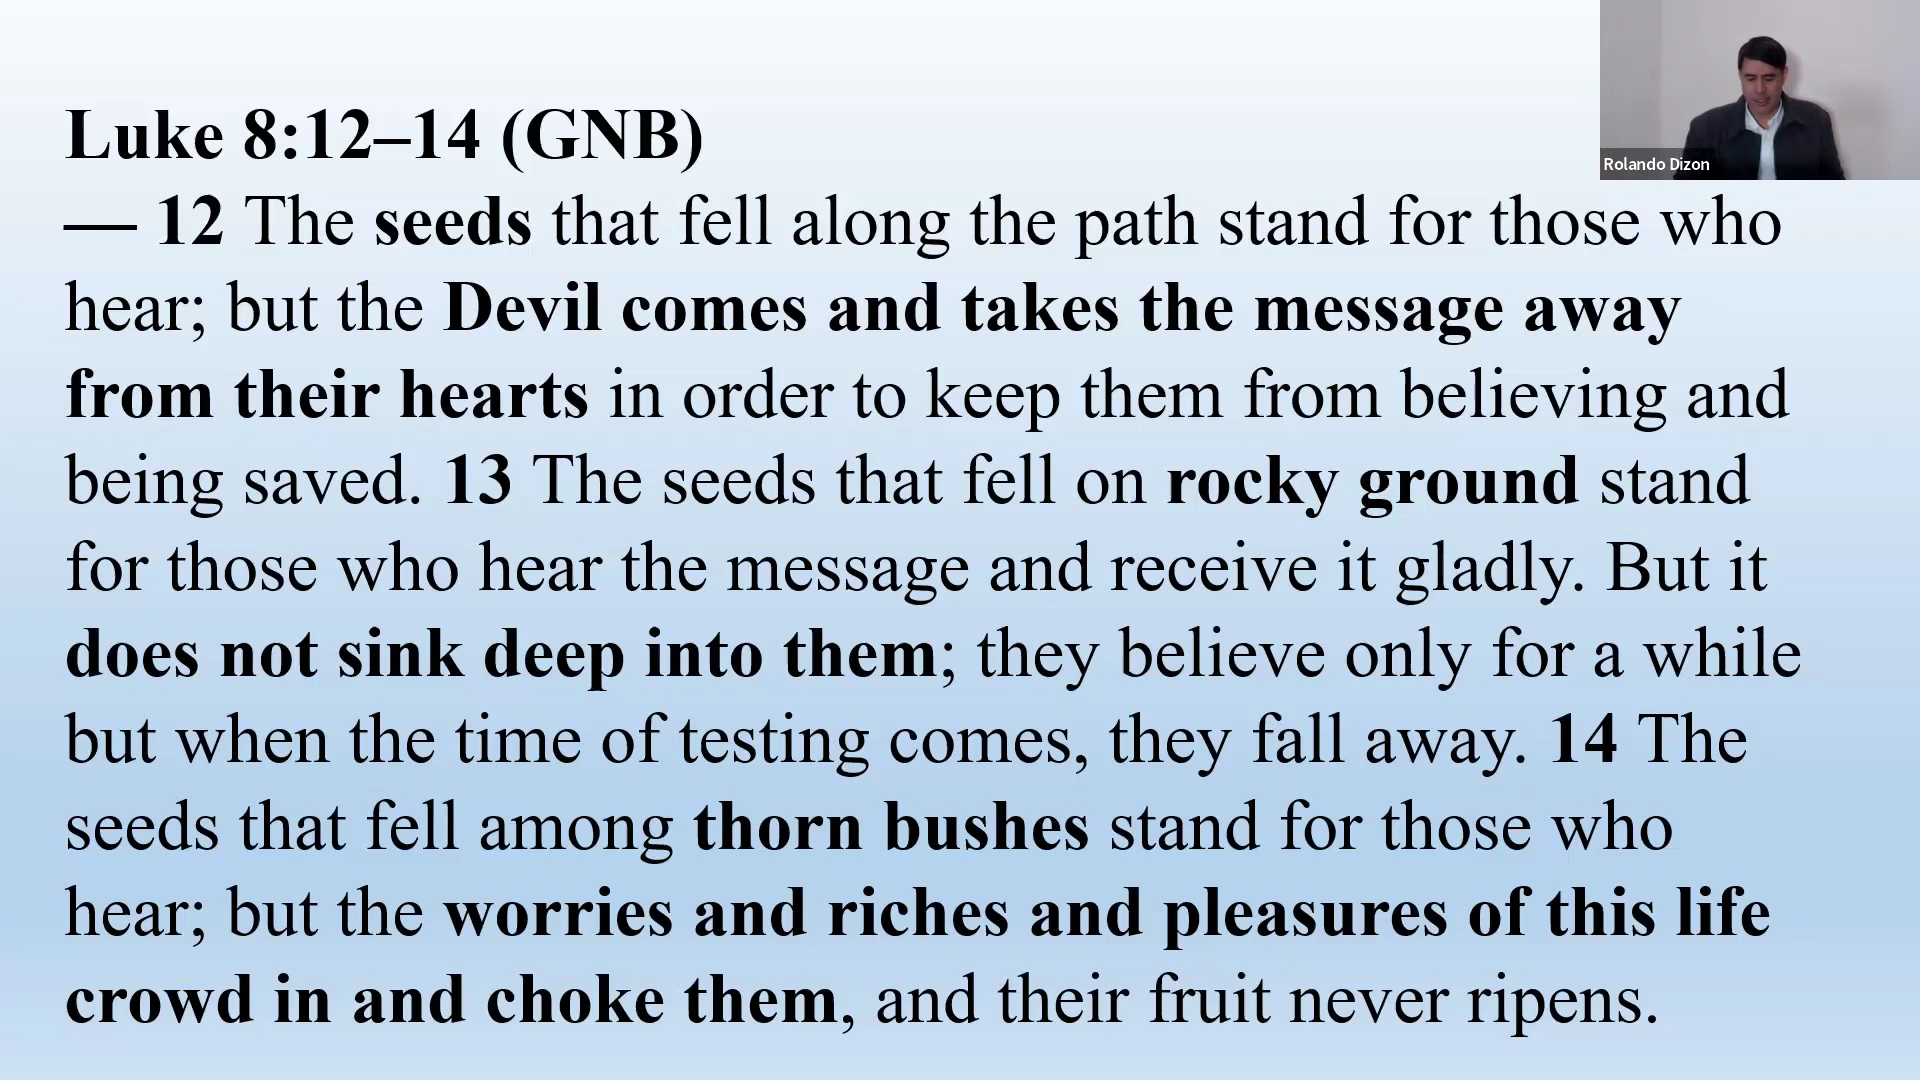 Luke 8:12–14 (GNB)
— 12 The seeds that fell along the path stand for those who
hear; but the Devil comes and takes the message away
from their hearts in order to keep them from believing and
being saved. 13 The seeds that fell on rocky ground stand
for those who hear the message and receive it gladly. But it
does not sink deep into them; they believe only for a while
but when the time of testing comes, they fall away. 14 The
seeds that fell among thorn bushes stand for those who
hear; but the worries and riches and pleasures of this life
crowd in and choke them, and their fruit never ripens.
Rolando Dizon